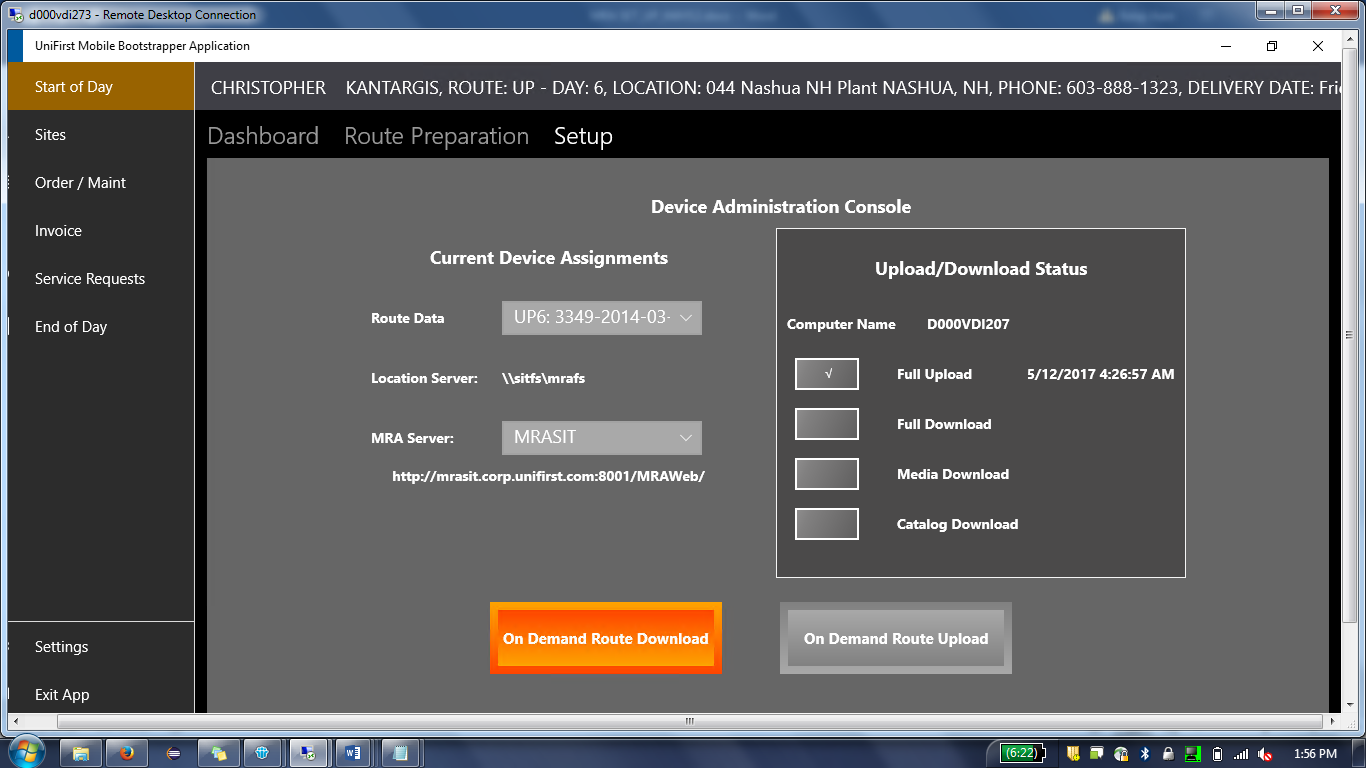 d000vdi273 - Remote Desktop Connection
UniFirst Mobile Bootstrapper Application
Start of Day
Sites
Order / Maint
Invoice
Service Requests
End of Day
Settings
Exit App
CHRISTOPHER KANTARGIS, ROUTE: UP - DAY: 6, LOCATION: 044 Nashua NH Plant NASHUA, NH, PHONE: 603-888-1323, DELIVERY DATE: Fri
Dashboard Route Preparation Setup
Device Administration Console
Current Device Assignments
Route Data UP6: 3349-2014-03-
Location Server: \\sitfs\mrafs
MRA Server: MRASIT
http://mrasit.corp.unifirst.com:8001/MRAWeb/
Upload/Download Status
Computer Name D000VDI207
√ Full Upload 5/12/2017 4:26:57 AM
Full Download
Media Download
Catalog Download
On Demand Route Download
On Demand Route Upload
(6:22)
1:56 PM